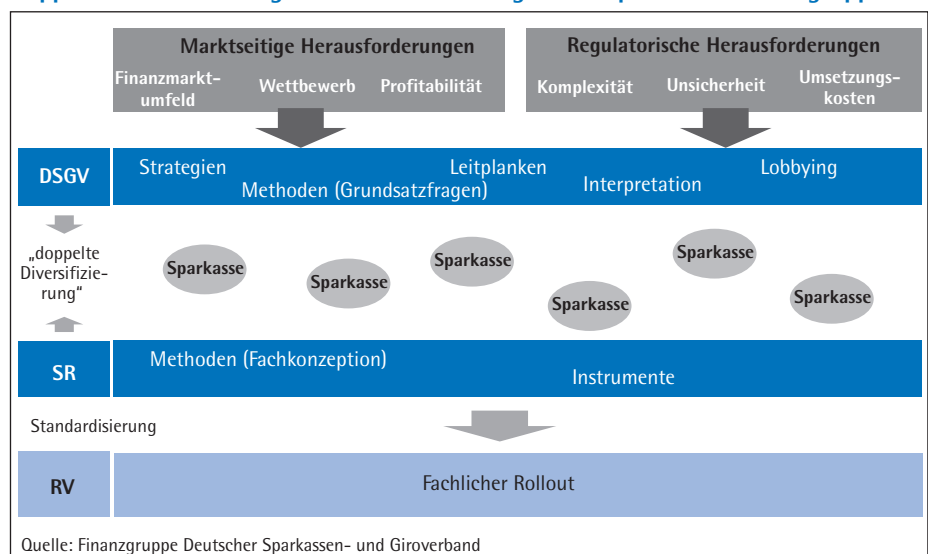 Marktseitige Herausforderungen
Finanzmarkt-
umfeld
Wettbewerb
Profitabilität
Regulatorische Herausforderungen
Komplexität
Unsicherheit
Umsetzungs-
kosten
DSGV
Strategien
Leitplanken
Lobbying
Methoden (Grundsatzfragen)
Interpretation
„doppelte
Diversifizie-
rung“
Sparkasse
Sparkasse
Sparkasse
Sparkasse
Sparkasse
Sparkasse
SR
Methoden (Fachkonzeption)
Instrumente
Standardisierung
RV
Fachlicher Rollout
Quelle: Finanzgruppe Deutscher Sparkassen- und Giroverband